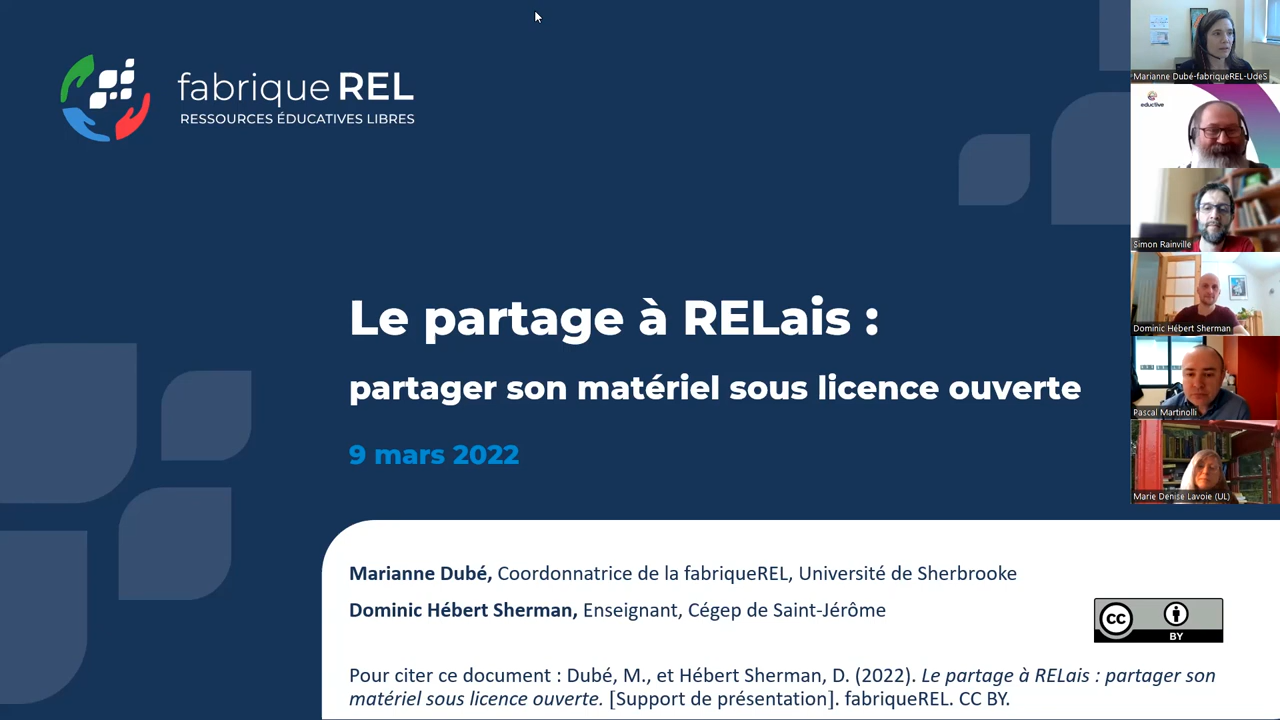 fabrique REL
RESSOURCES ÉDUCATIVES LIBRES
Le partage à RELais :
partager son matériel sous licence ouverte
9 mars 2022
Marianne Dubé, Coordonnatrice de la fabriqueREL, Université de Sherbrooke
Dominic Hébert Sherman, Enseignant, Cégep de Saint-Jérôme
cc
BY
Pour citer ce document : Dubé, M., et Hébert Sherman, D. (2022). Le partage à RELais : partager son
matériel sous licence ouverte. [Support de présentation]. fabriqueREL. CC BY.
Marianne Dubé-fabriqueREL-UdeS
eductive
Simon Rainville
Dominic Hébert Sherman
Pascal Martinolli
Marie Denise Lavoie (UL)